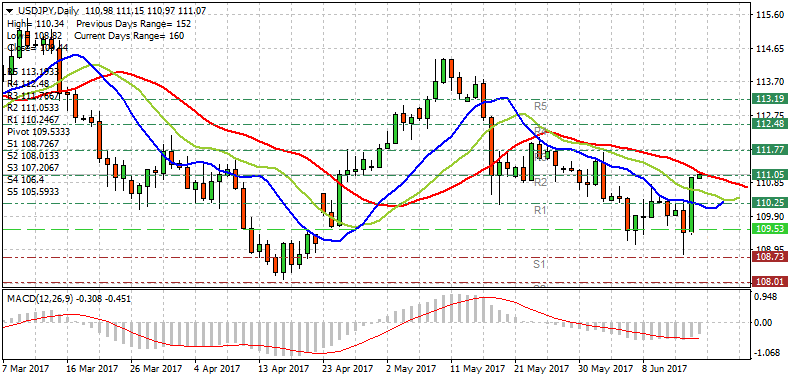 USDJPY,Daily 110,98 111,15 110,97 111,07
High= 110.34 Previous Days Range= 152
Low= 108.82 Current Days Range= 160
R5 113.1933
R4 112.48
R3 111.7667
R2 111.0533
R1 110.2467
Pivot 109.5333
S1 108.7267
S2 108.0133
S3 107.2067
S4 106.4
S5 105.5933
R5
R2
R1
S1
115.60
114.65
113.70
113.19
112.75
112.48
111.77
111.05
110.85
110.25
109.90
109.53
108.95
108.73
108.01
MACD(12,26,9) -0.308 -0.451
0.948
0.00
-1.068
7 Mar 2017 16 Mar 2017 26 Mar 2017 4 Apr 2017 13 Apr 2017 23 Apr 2017 2 May 2017 11 May 2017 21 May 2017 30 May 2017 8 Jun 2017